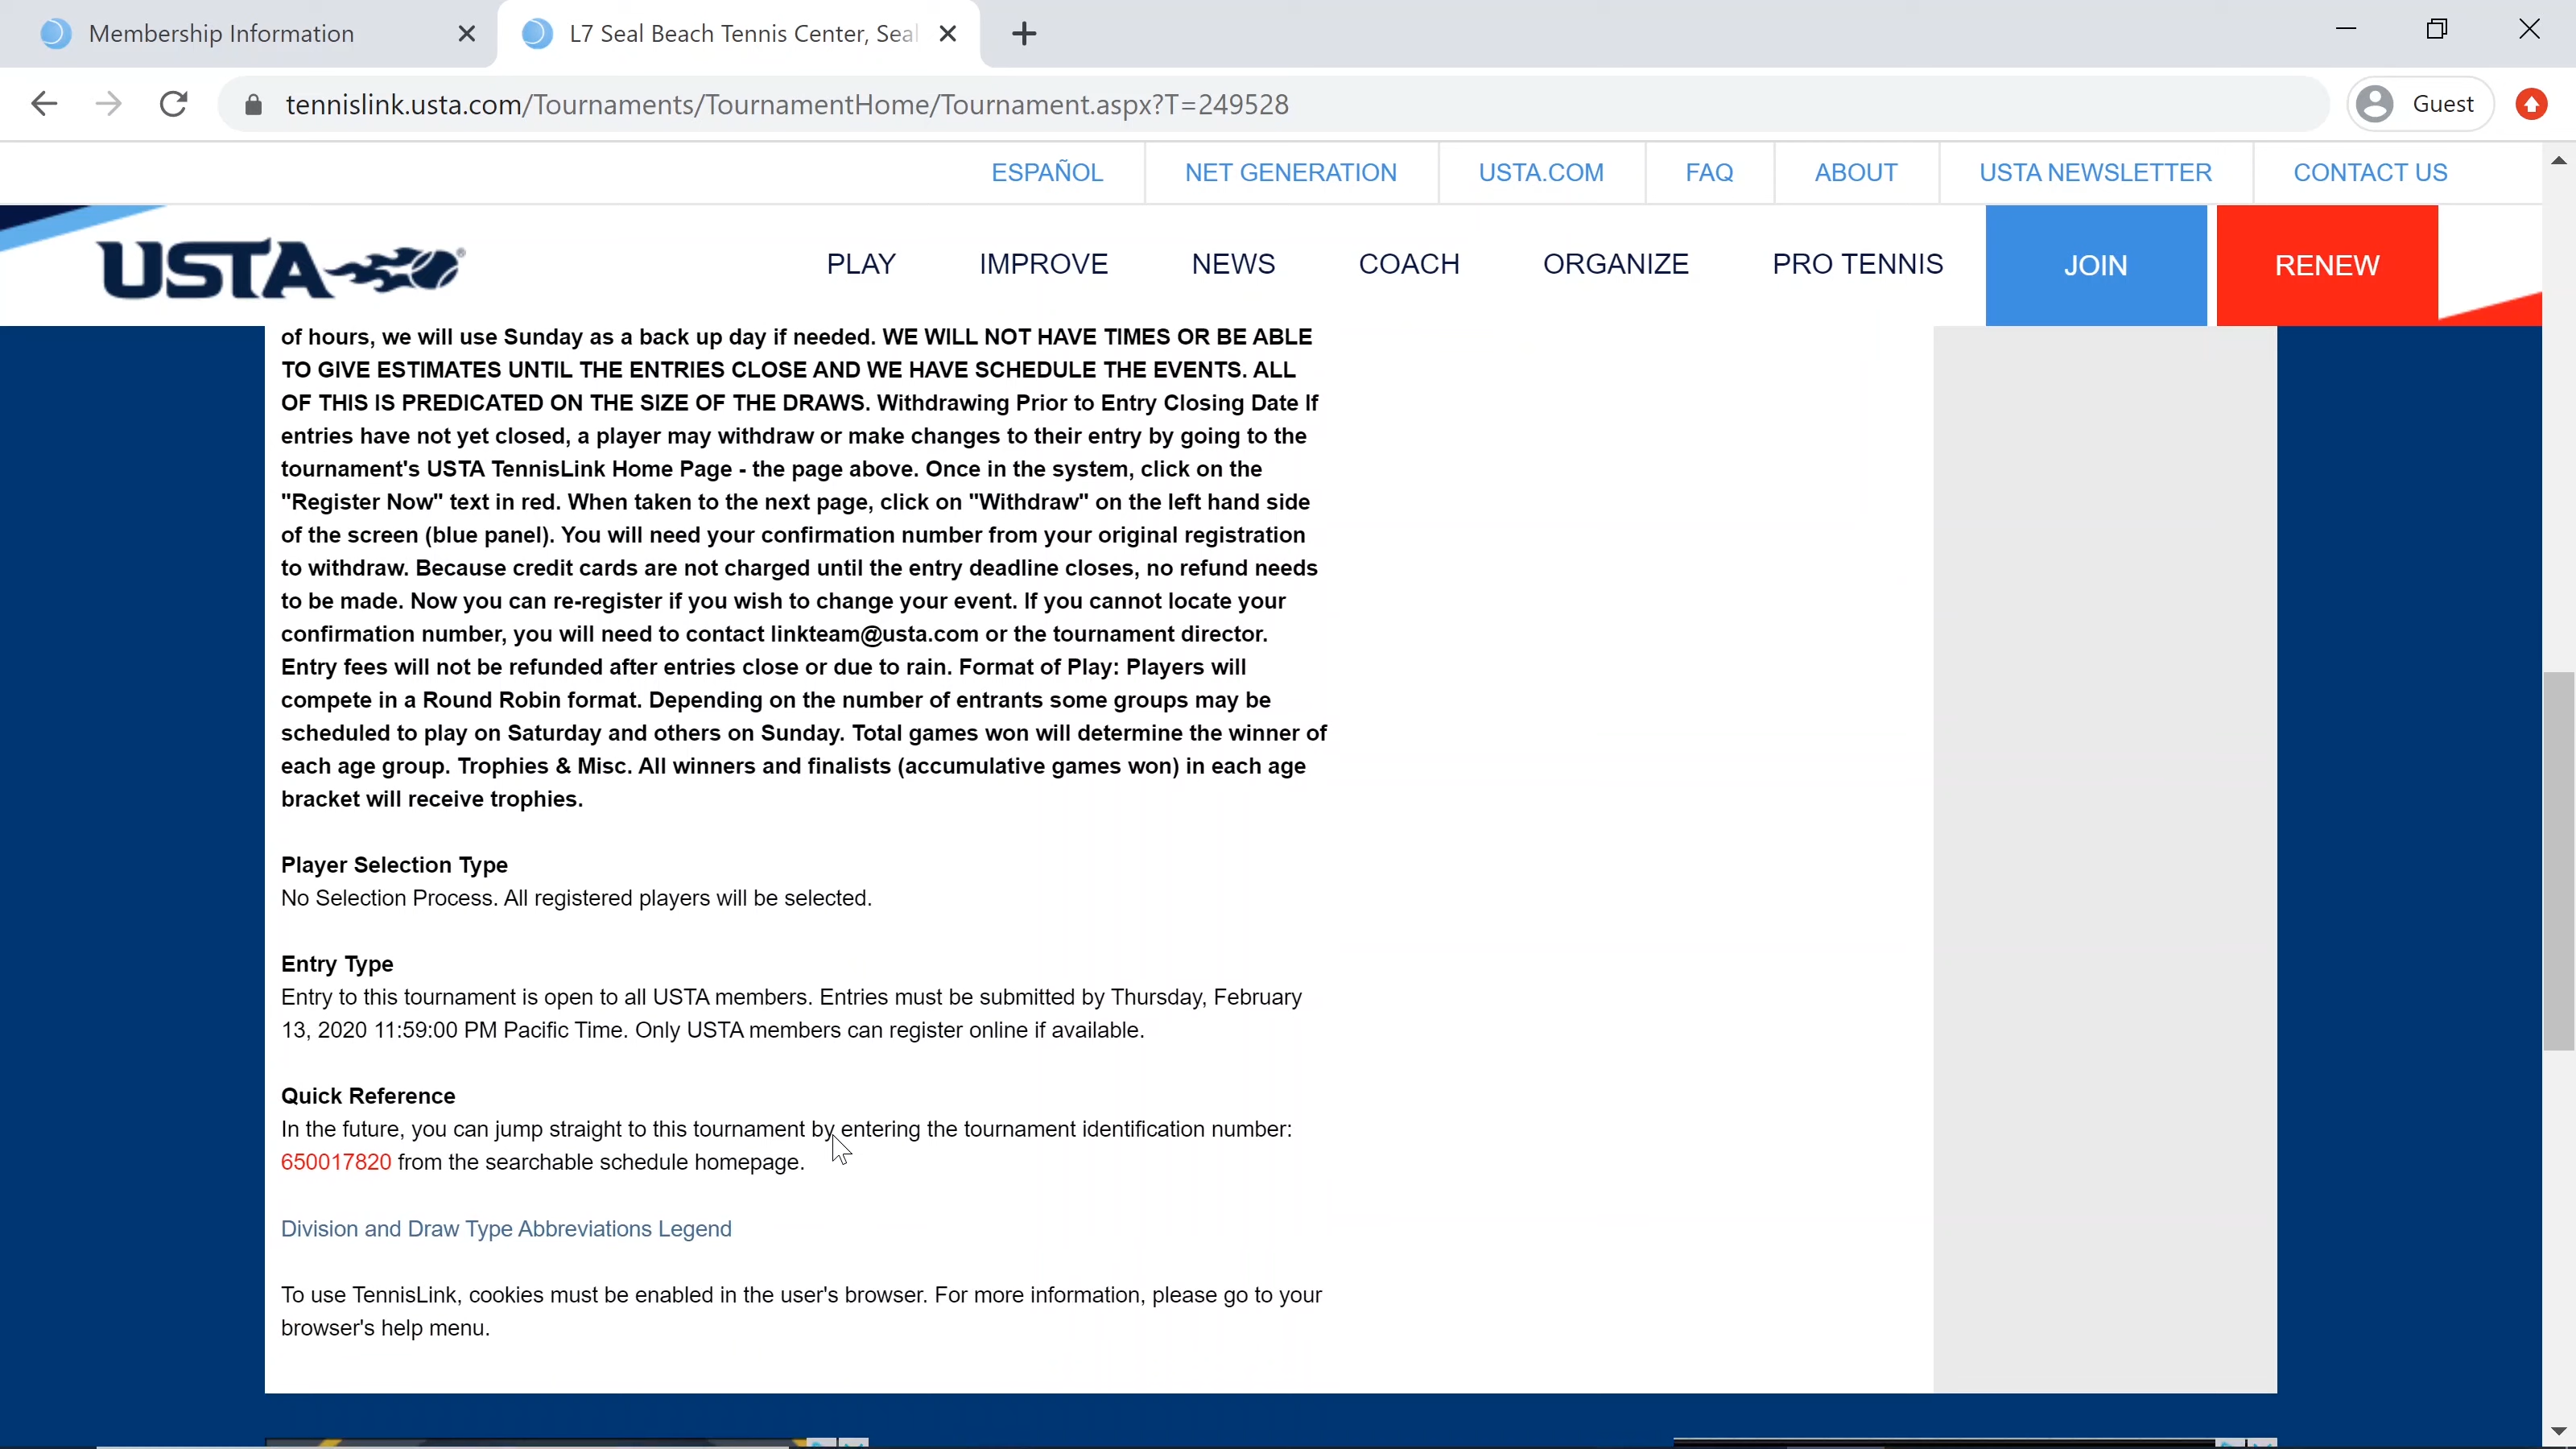 Membership Information
L7 Seal Beach Tennis Center, Seal
tennislink.usta.com/Tournaments/TournamentHome/Tournament.aspx?T=249528
Guest
ESPAÑOL NET GENERATION USTA.COM FAQ ABOUT USTA NEWSLETTER CONTACT US
USTA
PLAY IMPROVE NEWS COACH ORGANIZE PRO TENNIS JOIN RENEW
of hours, we will use Sunday as a back up day if needed. WE WILL NOT HAVE TIMES OR BE ABLE
TO GIVE ESTIMATES UNTIL THE ENTRIES CLOSE AND WE HAVE SCHEDULE THE EVENTS. ALL
OF THIS IS PREDICATED ON THE SIZE OF THE DRAWS. Withdrawing Prior to Entry Closing Date If
entries have not yet closed, a player may withdraw or make changes to their entry by going to the
tournament's USTA TennisLink Home Page - the page above. Once in the system, click on the
"Register Now" text in red. When taken to the next page, click on "Withdraw" on the left hand side
of the screen (blue panel). You will need your confirmation number from your original registration
to withdraw. Because credit cards are not charged until the entry deadline closes, no refund needs
to be made. Now you can re-register if you wish to change your event. If you cannot locate your
confirmation number, you will need to contact linkteam@usta.com or the tournament director.
Entry fees will not be refunded after entries close or due to rain. Format of Play: Players will
compete in a Round Robin format. Depending on the number of entrants some groups may be
scheduled to play on Saturday and others on Sunday. Total games won will determine the winner of
each age group. Trophies & Misc. All winners and finalists (accumulative games won) in each age
bracket will receive trophies.
Player Selection Type
No Selection Process. All registered players will be selected.
Entry Type
Entry to this tournament is open to all USTA members. Entries must be submitted by Thursday, February
13, 2020 11:59:00 PM Pacific Time. Only USTA members can register online if available.
Quick Reference
In the future, you can jump straight to this tournament by entering the tournament identification number:
650017820 from the searchable schedule homepage.
Division and Draw Type Abbreviations Legend
To use TennisLink, cookies must be enabled in the user's browser. For more information, please go to your
browser's help menu.